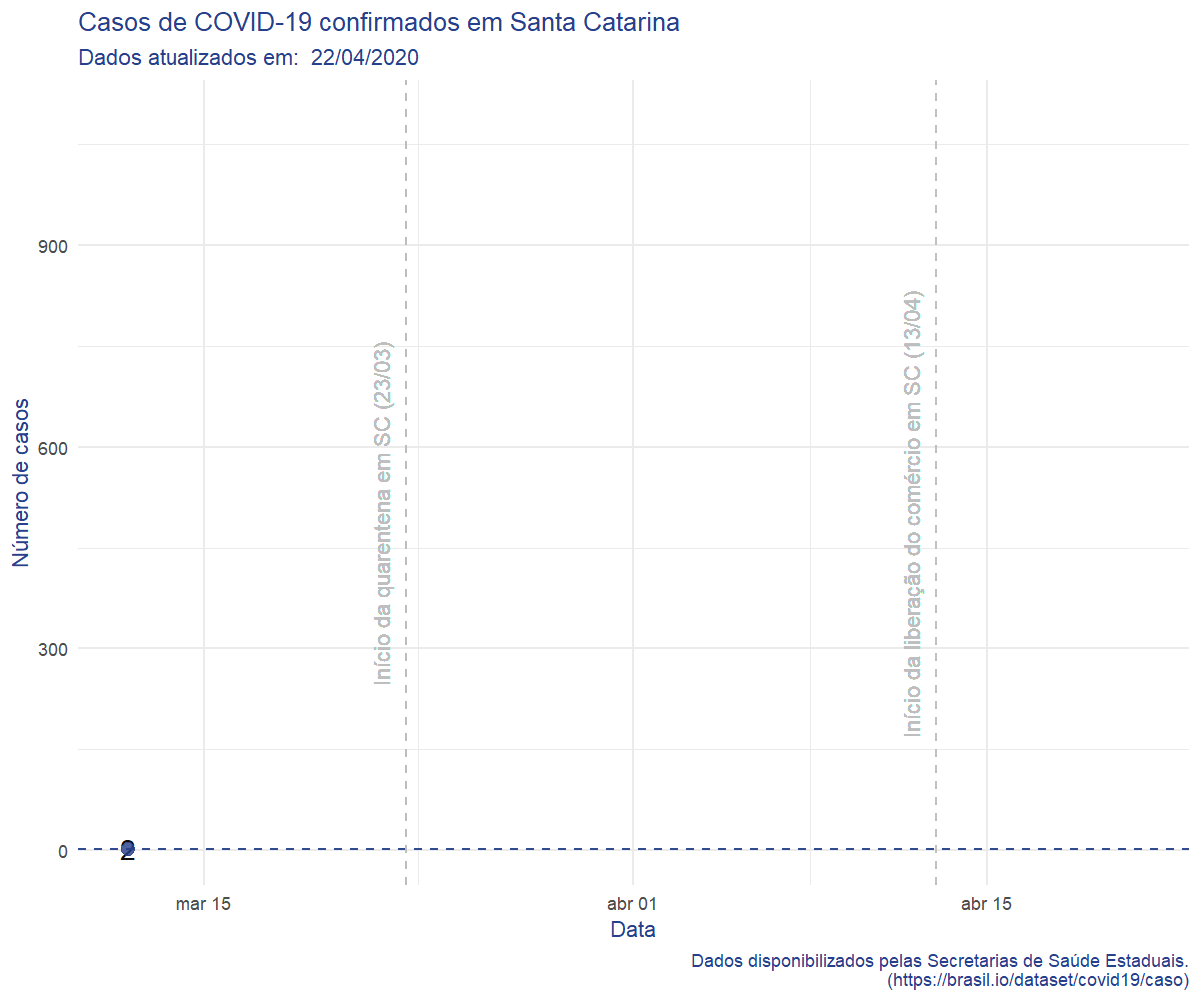 Casos de COVID-19 confirmados em Santa Catarina
Dados atualizados em:  22/04/2020
Número de casos
900
600
300
0
Início da quarentena em SC (23/03)
Início da liberação do comércio em SC (13/04)
2
mar 15
abr 01
abr 15
Data
Dados disponibilizados pelas Secretarias de Saúde Estaduais.
(https://brasil.io/dataset/covid19/caso)